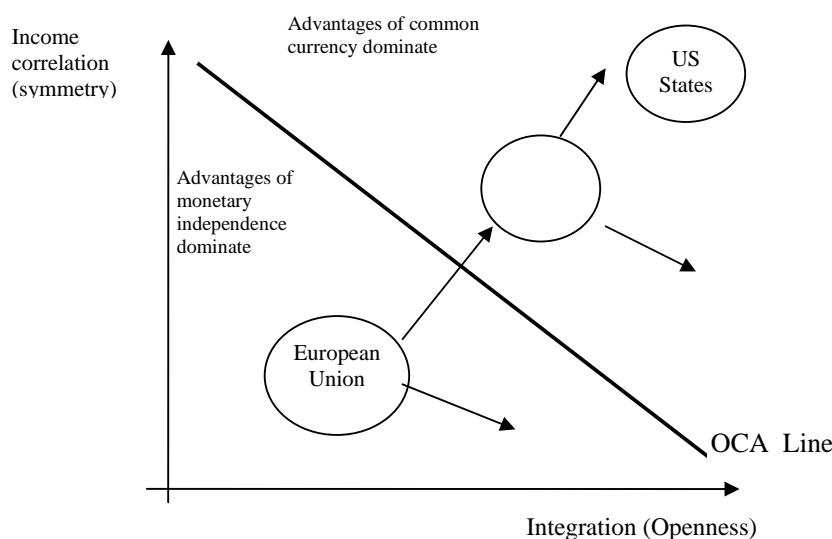 Income
correlation
(symmetry)
Advantages of common
currency dominate
US
States
Advantages of
monetary
independence
dominate
European
Union
OCA Line
Integration (Openness)